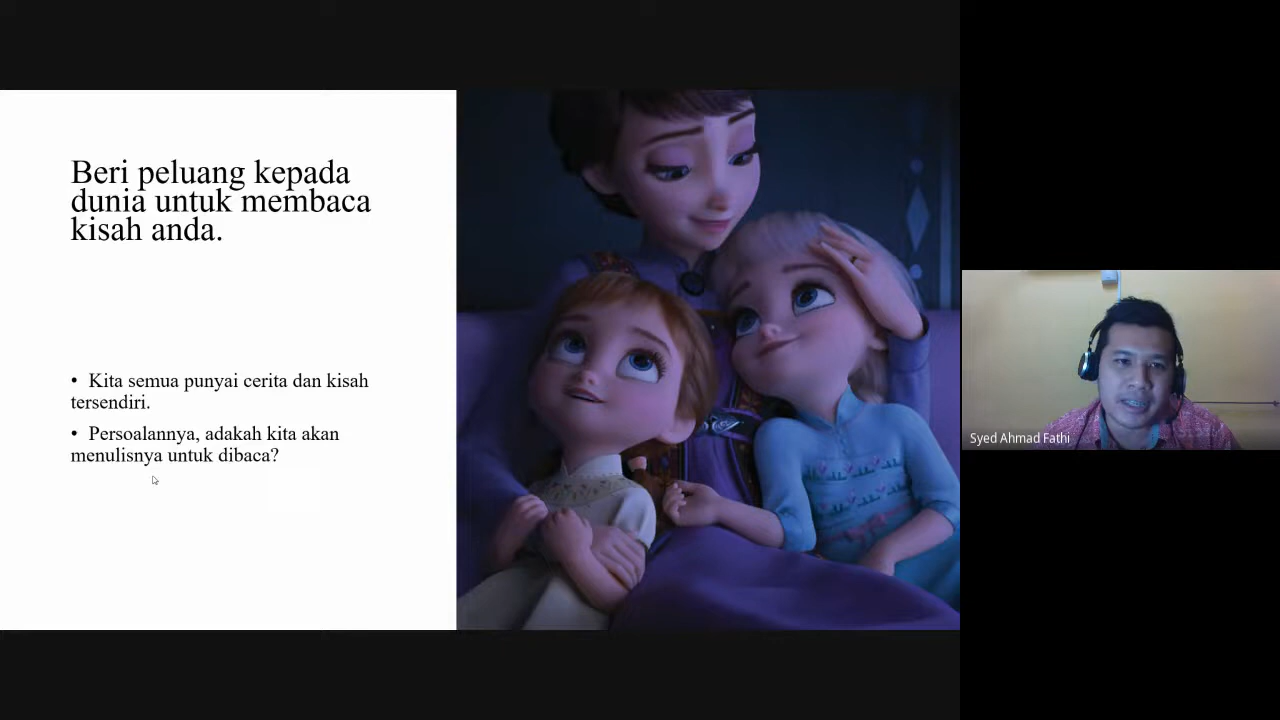 Beri peluang kepada
dunia untuk membaca
kisah anda.
• Kita semua punyai cerita dan kisah
tersendiri.
• Persoalannya, adakah kita akan
menulisnya untuk dibaca?
Syed Ahmad Fathi